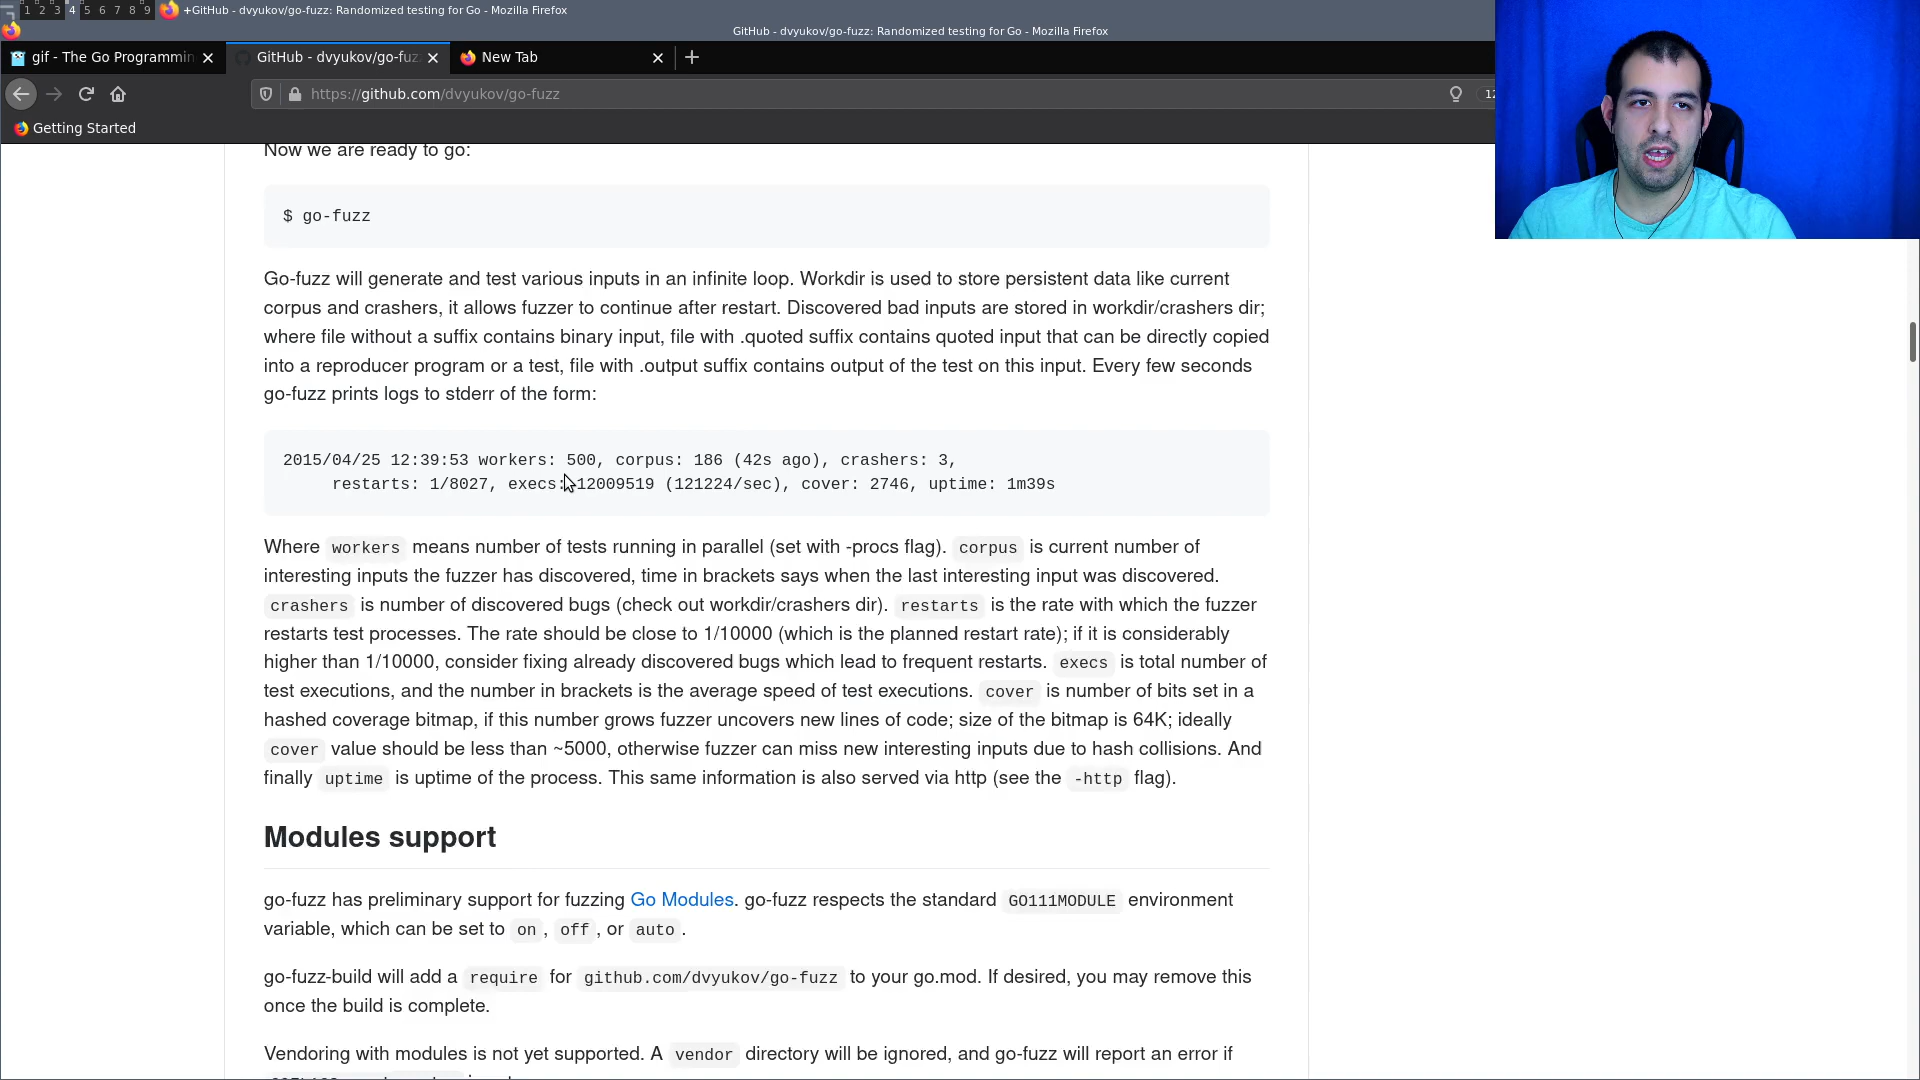 1 2 3 4 5 6 7 8 9 +GitHub - dvyukov/go-fuzz: Randomized testing for Go - Mozilla Firefox
GitHub - dvyukov/go-fuzz: Randomized testing for Go - Mozilla Firefox
gif - The Go Programmin GitHub - dvyukov/go-fuz New Tab
https://github.com/dvyukov/go-fuzz
Getting Started
Now we are ready to go:
$ go-fuzz
Go-fuzz will generate and test various inputs in an infinite loop. Workdir is used to store persistent data like current
corpus and crashers, it allows fuzzer to continue after restart. Discovered bad inputs are stored in workdir/crashers dir;
where file without a suffix contains binary input, file with .quoted suffix contains quoted input that can be directly copied
into a reproducer program or a test, file with .output suffix contains output of the test on this input. Every few seconds
go-fuzz prints logs to stderr of the form:
2015/04/25 12:39:53 workers: 500, corpus: 186 (42s ago), crashers: 3,
restarts: 1/8027, execs: 12009519 (121224/sec), cover: 2746, uptime: 1m39s
Where workers means number of tests running in parallel (set with -procs flag). corpus is current number of
interesting inputs the fuzzer has discovered, time in brackets says when the last interesting input was discovered.
crashers is number of discovered bugs (check out workdir/crashers dir). restarts is the rate with which the fuzzer
restarts test processes. The rate should be close to 1/10000 (which is the planned restart rate); if it is considerably
higher than 1/10000, consider fixing already discovered bugs which lead to frequent restarts. execs is total number of
test executions, and the number in brackets is the average speed of test executions. cover is number of bits set in a
hashed coverage bitmap, if this number grows fuzzer uncovers new lines of code; size of the bitmap is 64K; ideally
cover value should be less than ~5000, otherwise fuzzer can miss new interesting inputs due to hash collisions. And
finally uptime is uptime of the process. This same information is also served via http (see the -http flag).
Modules support
go-fuzz has preliminary support for fuzzing Go Modules. go-fuzz respects the standard GO111MODULE environment
variable, which can be set to on, off, or auto.
go-fuzz-build will add a require for github.com/dvyukov/go-fuzz to your go.mod. If desired, you may remove this
once the build is complete.
Vendoring with modules is not yet supported. A vendor directory will be ignored, and go-fuzz will report an error if